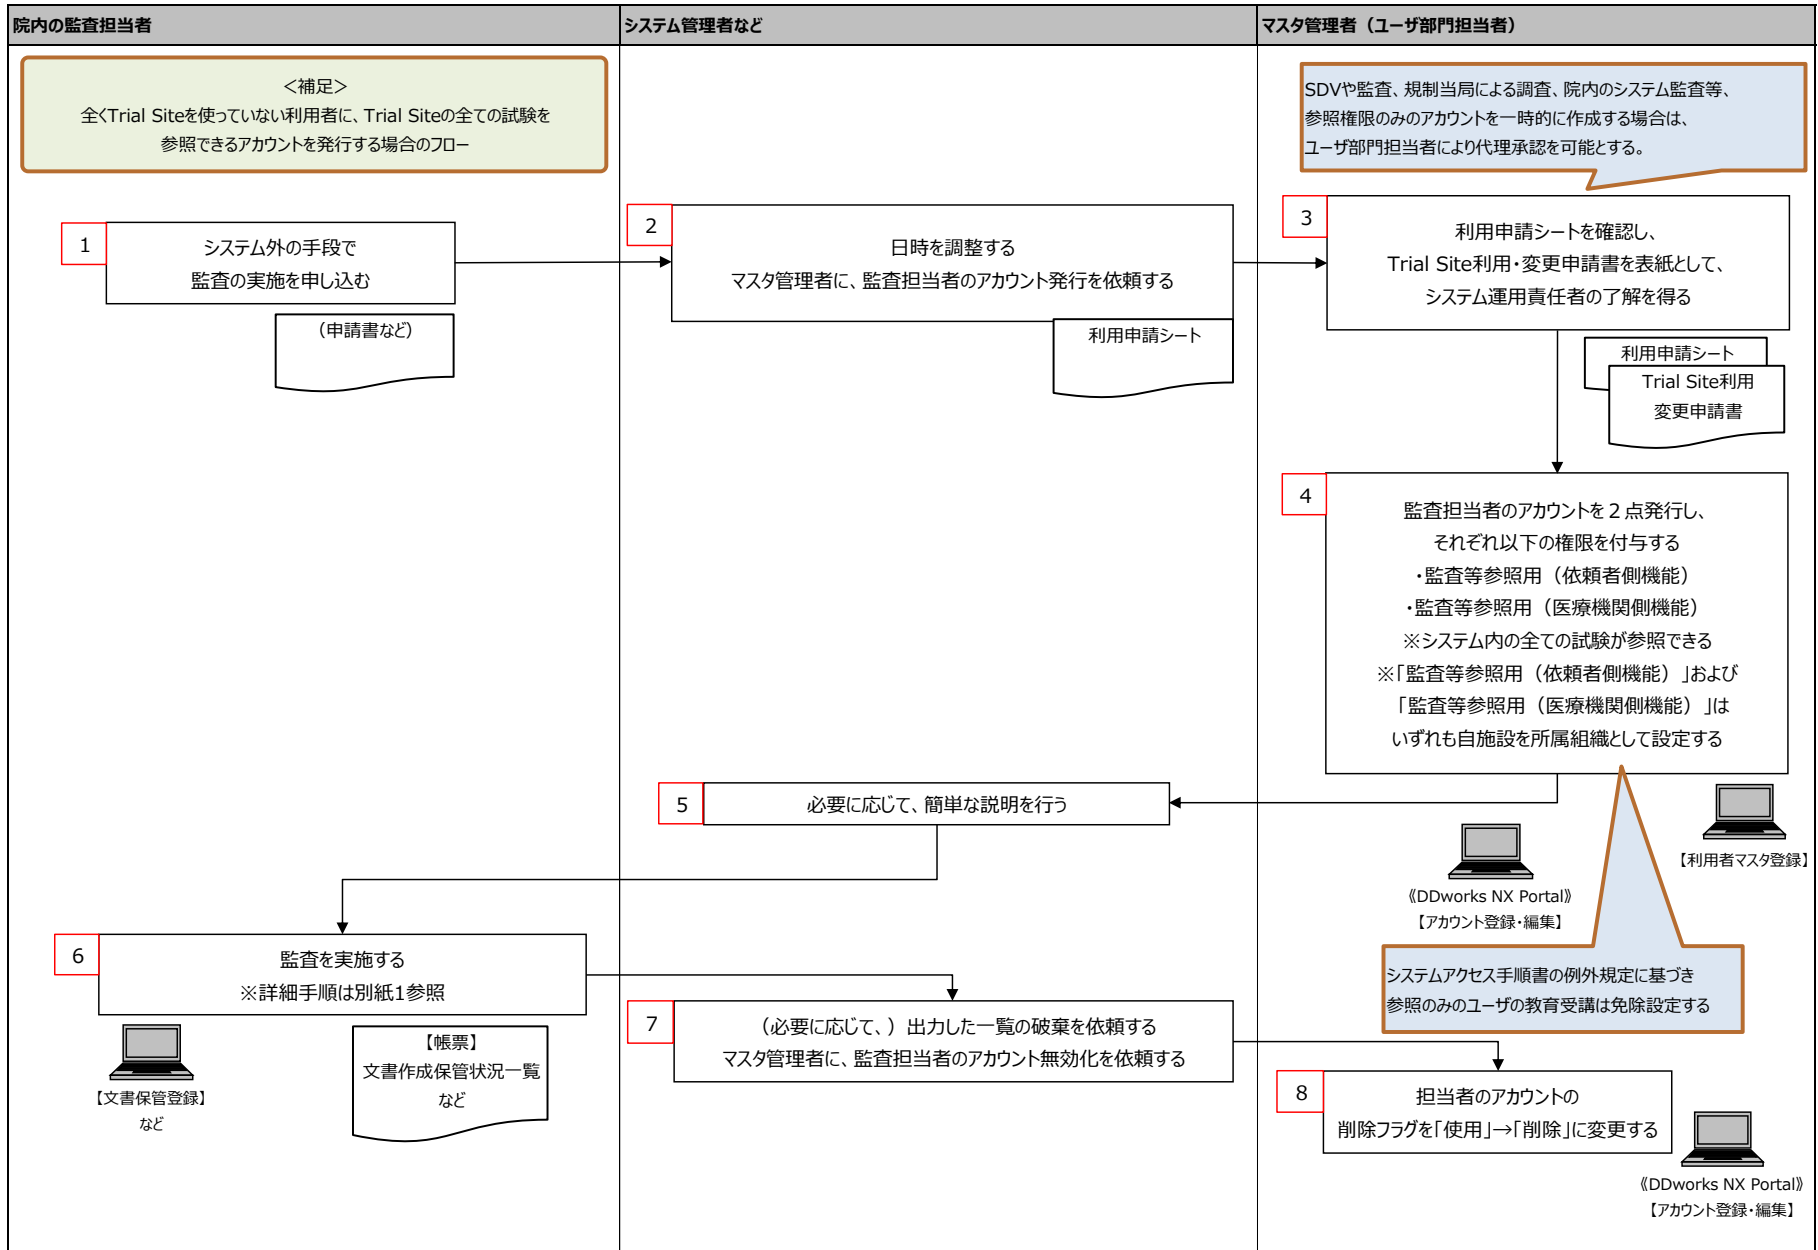 院内の監査担当者
システム管理者など
マスタ管理者（ユーザ部門担当者）
＜補足＞
全くTrial Siteを使っていない利用者に、Trial Siteの全ての試験を
参照できるアカウントを発行する場合のフロー
SDVや監査、規制当局による調査、院内のシステム監査等、
参照権限のみのアカウントを一時的に作成する場合は、
ユーザ部門担当者により代理承認を可能とする。
1
システム外の手段で
監査の実施を申し込む
（申請書など）
2
日時を調整する
マスタ管理者に、監査担当者のアカウント発行を依頼する
利用申請シート
3
利用申請シートを確認し、
Trial Site利用・変更申請書を表紙として、
システム運用責任者の了解を得る
利用申請シート
Trial Site利用
変更申請書
4
監査担当者のアカウントを２点発行し、
それぞれ以下の権限を付与する
・監査等参照用（依頼者側機能）
・監査等参照用（医療機関側機能）
※システム内の全ての試験が参照できる
※「監査等参照用（依頼者側機能）」および
「監査等参照用（医療機関側機能）」は
いずれも自施設を所属組織として設定する
【利用者マスタ登録】
《DDworks NX Portal》
【アカウント登録・編集】
システムアクセス手順書の例外規定に基づき
参照のみのユーザの教育受講は免除設定する
5
必要に応じて、簡単な説明を行う
6
監査を実施する
※詳細手順は別紙1参照
【文書保管登録】
など
【帳票】
文書作成保管状況一覧
など
7
（必要に応じて、）出力した一覧の破棄を依頼する
マスタ管理者に、監査担当者のアカウント無効化を依頼する
8
担当者のアカウントの
削除フラグを「使用」→「削除」に変更する
《DDworks NX Portal》
【アカウント登録・編集】